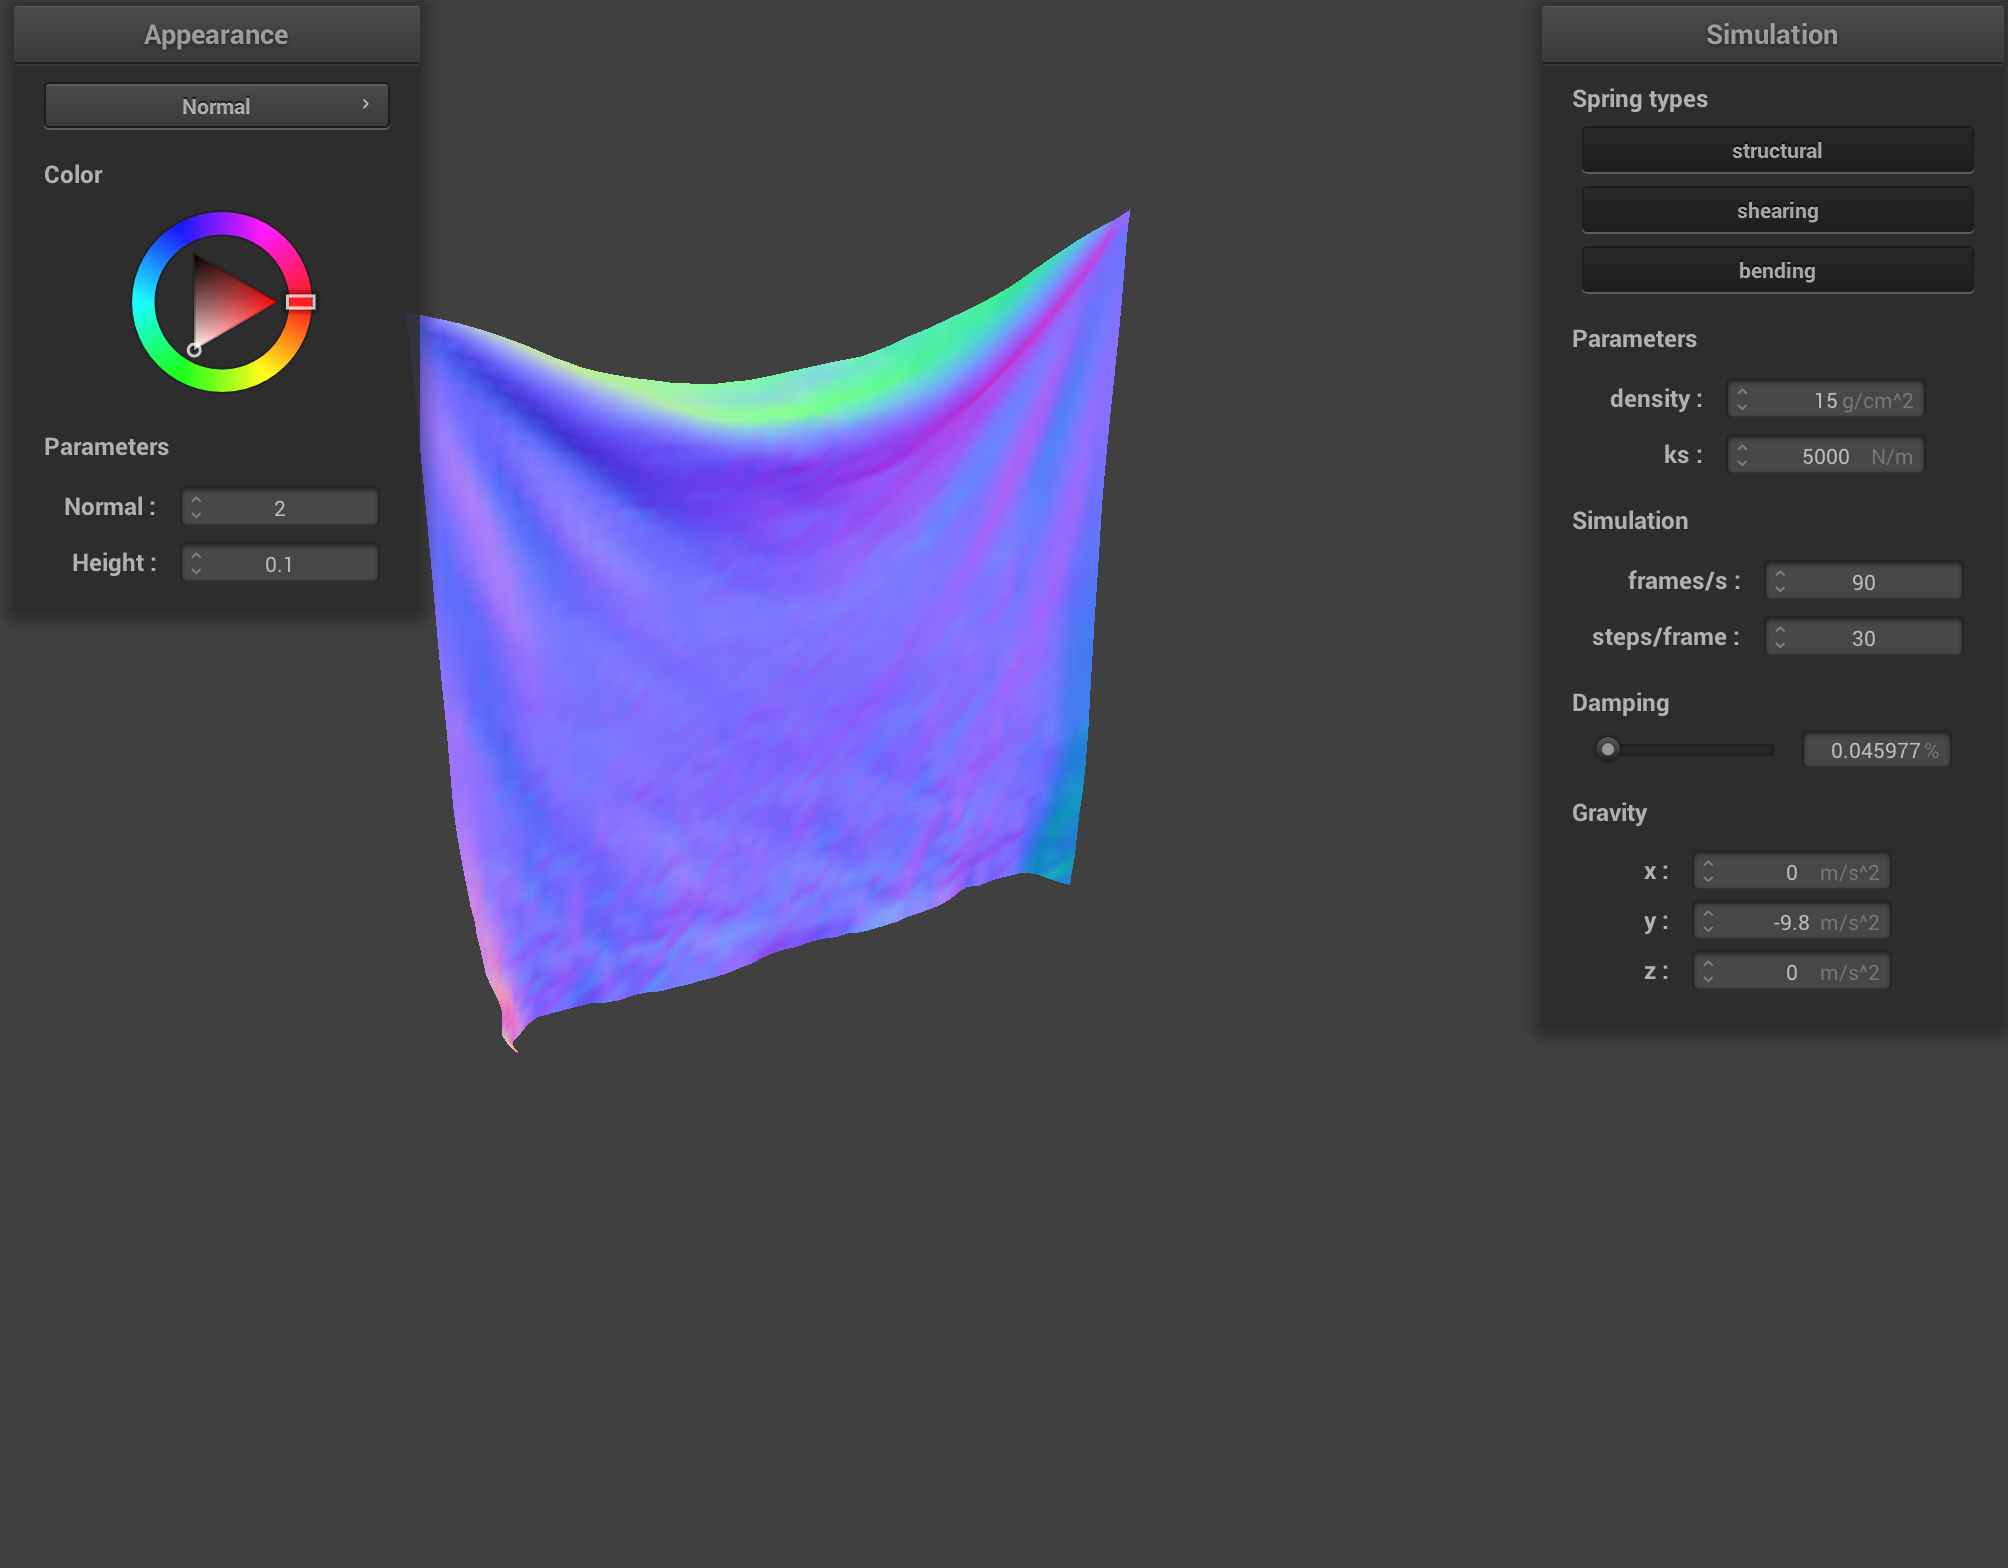 Appearance
Normal
Color
Parameters
Normal : 2
Height : 0.1
Simulation
Spring types
structural
shearing
bending
Parameters
density : 15 g/cm^2
ks : 5000 N/m
Simulation
frames/s : 90
steps/frame : 30
Damping
0.045977 %
Gravity
x : 0 m/s^2
y : -9.8 m/s^2
z : 0 m/s^2